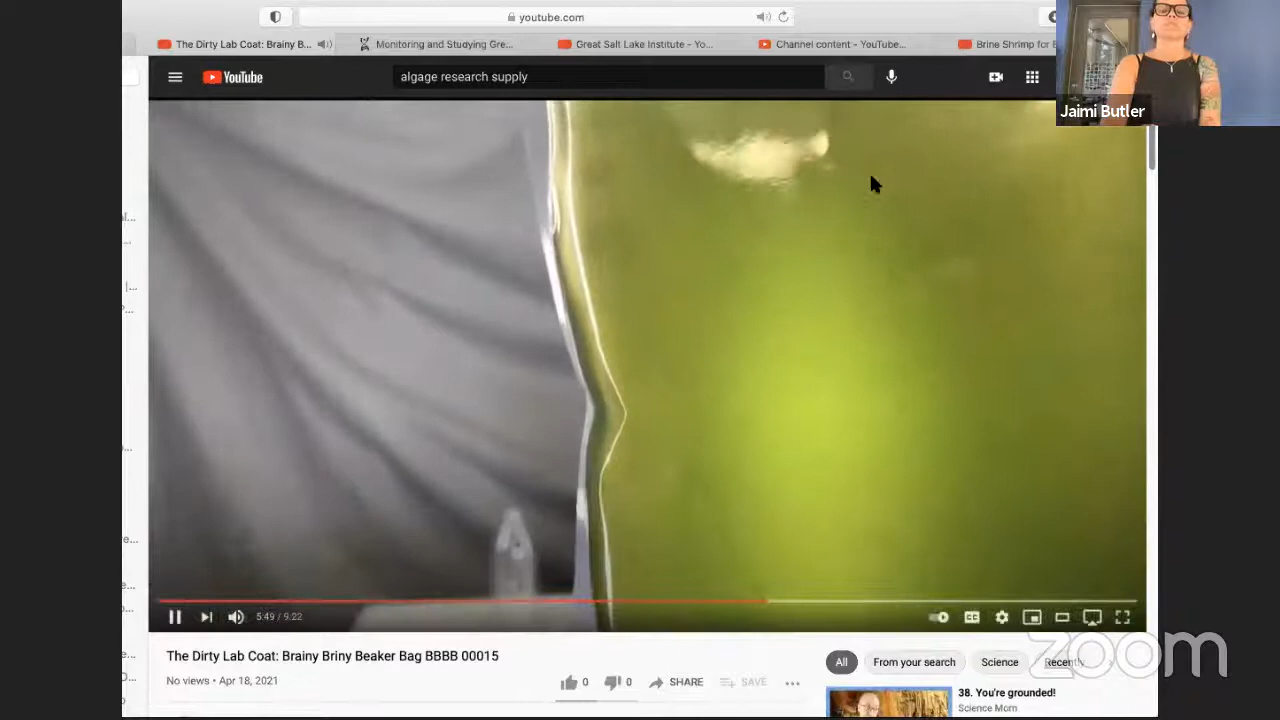 youtube.com
The Dirty Lab Coat: Brainy B...
Monitoring and Studying Gre...
Great Salt Lake Institute - Yo...
Channel content - YouTube...
Brine Shrimp for E
YouTube
algage research supply
Jaimi Butler
5:49 / 9:22
CC
The Dirty Lab Coat: Brainy Briny Beaker Bag BBBB 00015
No views • Apr 18, 2021
0
0
SHARE
SAVE
All
From your search
Science
Recently
zoom
38. You're grounded!
Science Mom